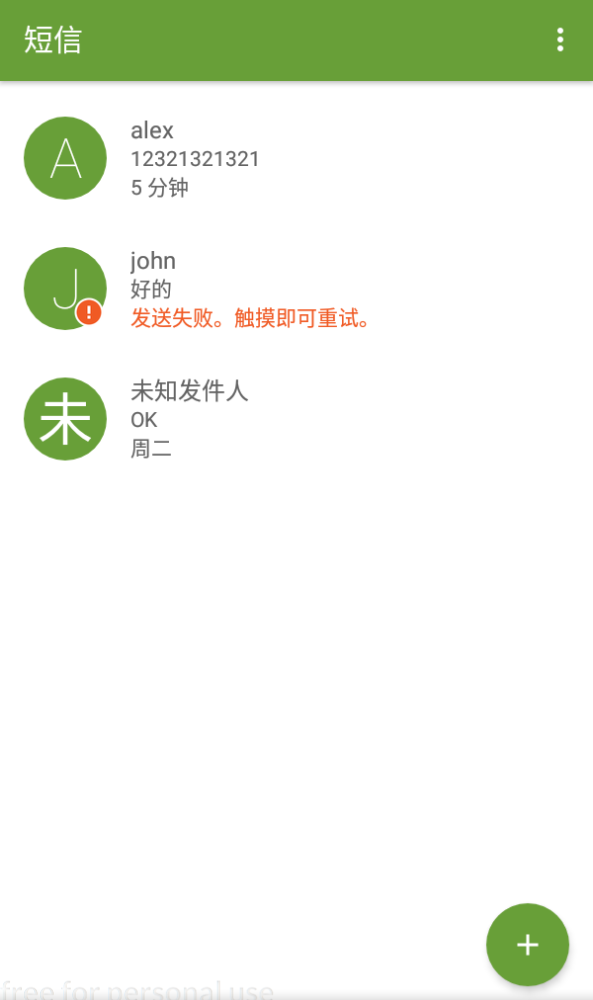 短信
A
alex
12321321321
5 分钟
J
john
好的
发送失败。触摸即可重试。
未
未知发件人
OK
周二
free for personal use